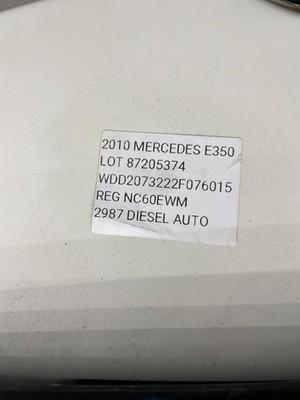 2010 MERCEDES E350
LOT 87205374
WDD2073222F076015
REG NC60EWM
2987 DIESEL AUTO